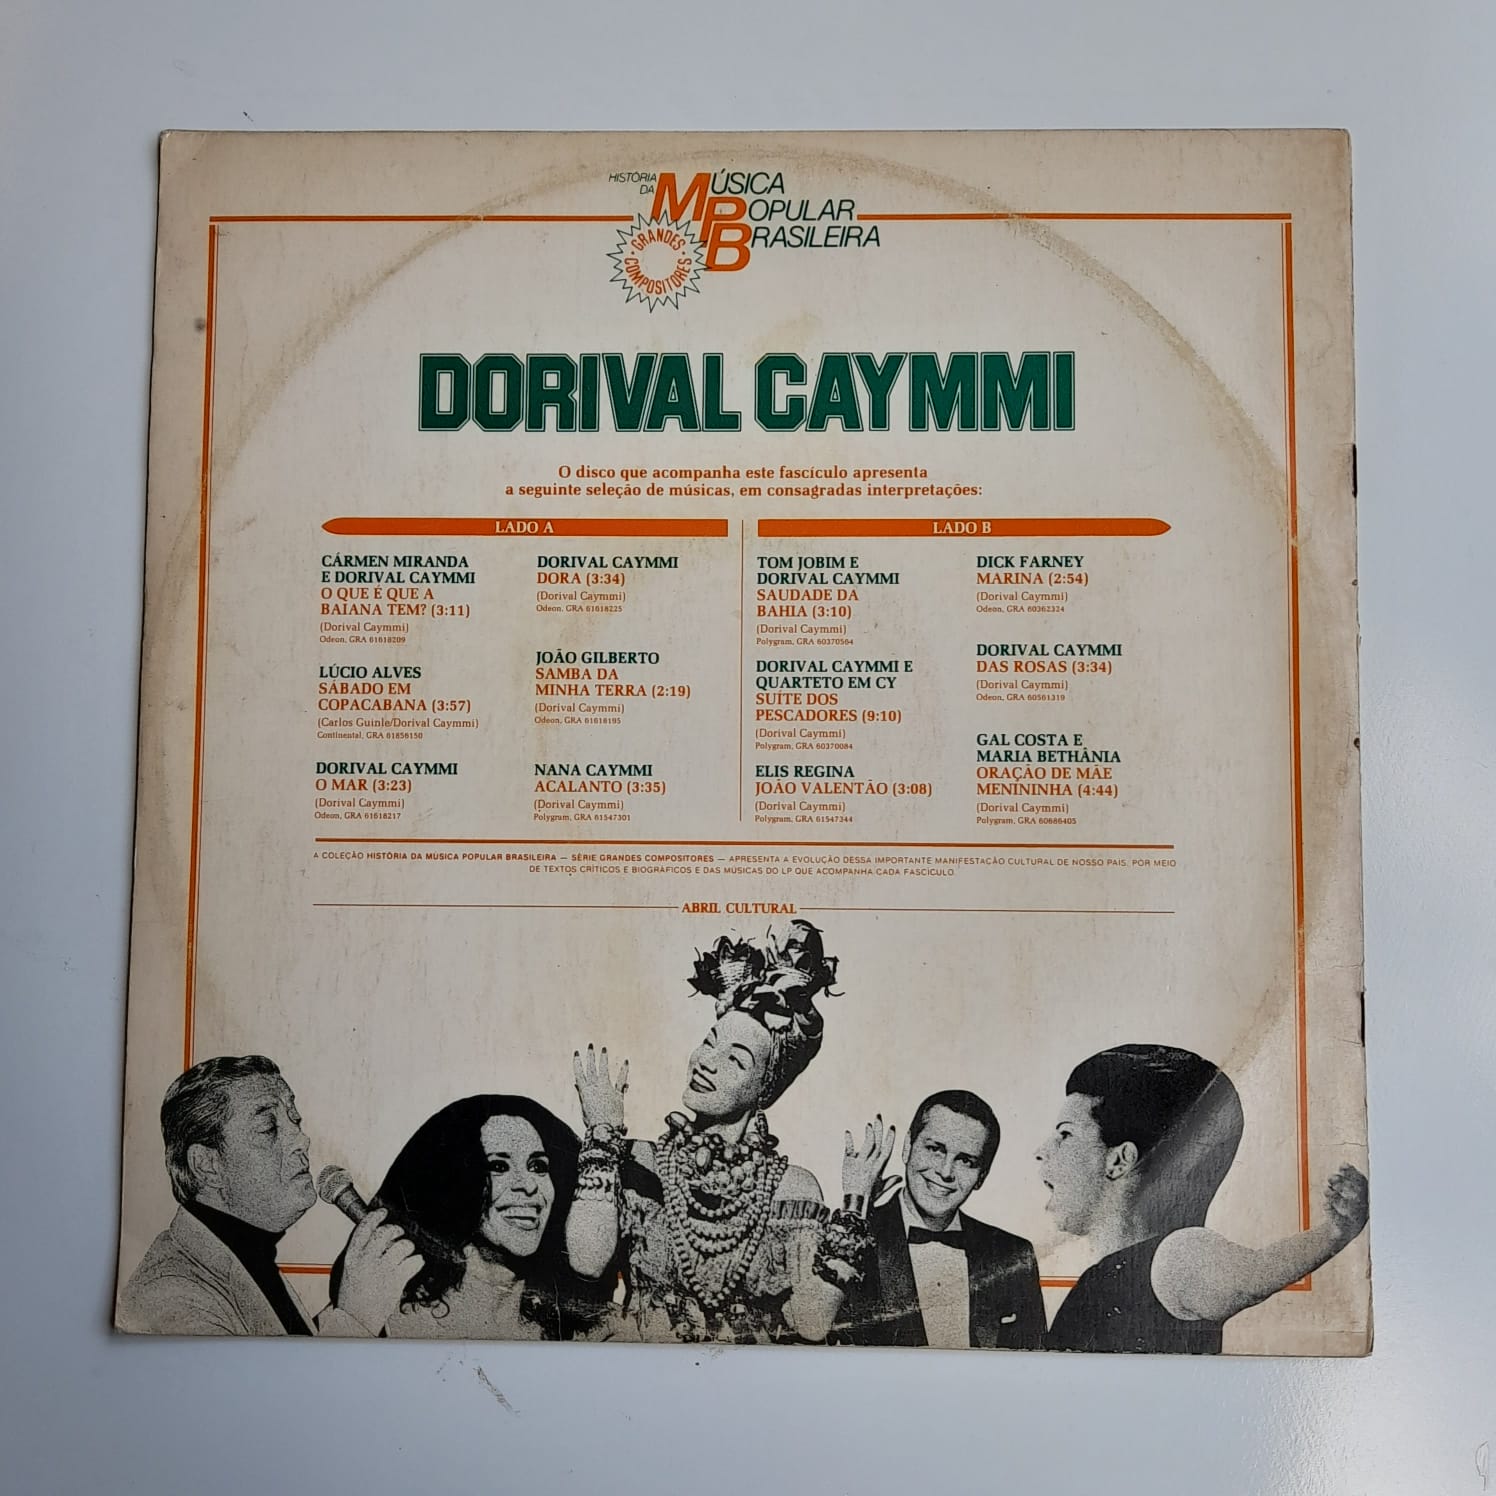 HISTÓRIA
DA MÚSICA
POPULAR
BRASILEIRA
GRANDES
COMPOSITORES
DORIVAL CAYMMI
O disco que acompanha este fascículo apresenta
a seguinte seleção de músicas, em consagradas interpretações:
LADO A
CÁRMEN MIRANDA
E DORIVAL CAYMMI
O QUE É QUE A
BAIANA TEM? (3:11)
(Dorival Caymmi)
Odeon, GRA 61618209
LÚCIO ALVES
SÁBADO EM
COPACABANA (3:57)
(Carlos Guinle/Dorival Caymmi)
Continental, GRA 61856150
DORIVAL CAYMMI
O MAR (3:23)
(Dorival Caymmi)
Odeon, GRA 61618217
DORIVAL CAYMMI
DORA (3:34)
(Dorival Caymmi)
Odeon, GRA 61618225
JOÃO GILBERTO
SAMBA DA
MINHA TERRA (2:19)
(Dorival Caymmi)
Odeon, GRA 61618195
NANA CAYMMI
ACALANTO (3:35)
(Dorival Caymmi)
Polygram, GRA 61547301
LADO B
TOM JOBIM E
DORIVAL CAYMMI
SAUDADE DA
BAHIA (3:10)
(Dorival Caymmi)
Polygram, GRA 60370564
DORIVAL CAYMMI E
QUARTETO EM CY
SUÍTE DOS
PESCADORES (9:10)
(Dorival Caymmi)
Polygram, GRA 60370084
ELIS REGINA
JOÃO VALENTÃO (3:08)
(Dorival Caymmi)
Polygram, GRA 61547344
DICK FARNEY
MARINA (2:54)
(Dorival Caymmi)
Odeon, GRA 60362324
DORIVAL CAYMMI
DAS ROSAS (3:34)
(Dorival Caymmi)
Odeon, GRA 60561319
GAL COSTA E
MARIA BETHÂNIA
ORAÇÃO DE MÃE
MENININHA (4:44)
(Dorival Caymmi)
Polygram, GRA 60686405
A COLEÇÃO HISTÓRIA DA MÚSICA POPULAR BRASILEIRA — SÉRIE GRANDES COMPOSITORES — APRESENTA A EVOLUÇÃO DESSA IMPORTANTE MANIFESTAÇÃO CULTURAL DE NOSSO PAÍS, POR MEIO
DE TEXTOS CRÍTICOS E BIOGRÁFICOS E DAS MÚSICAS DO LP QUE ACOMPANHA CADA FASCÍCULO.
ABRIL CULTURAL